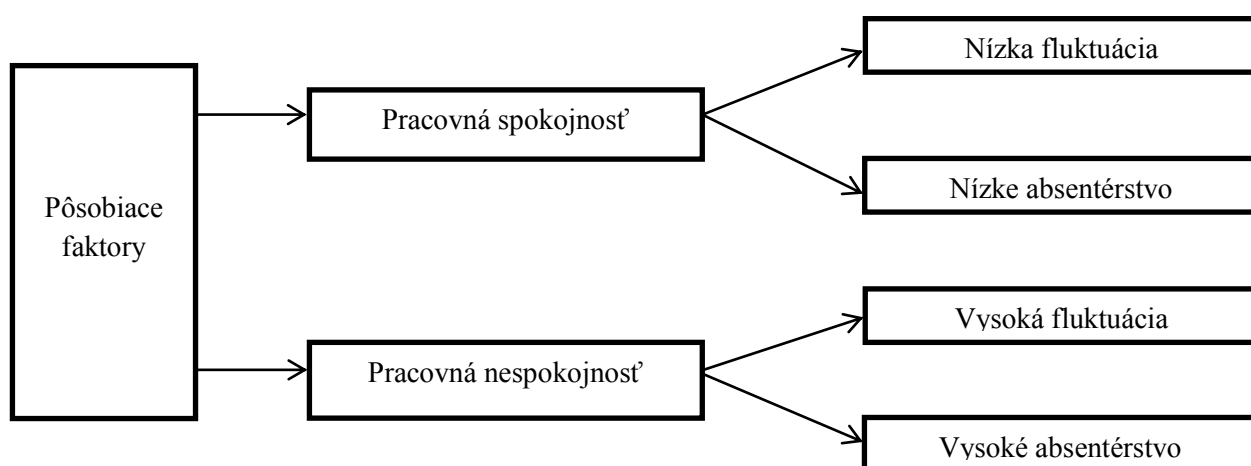 Pôsobiace
faktory
Pracovná spokojnosť
Nízka fluktuácia
Nízke absentérstvo
Pracovná nespokojnosť
Vysoká fluktuácia
Vysoké absentérstvo